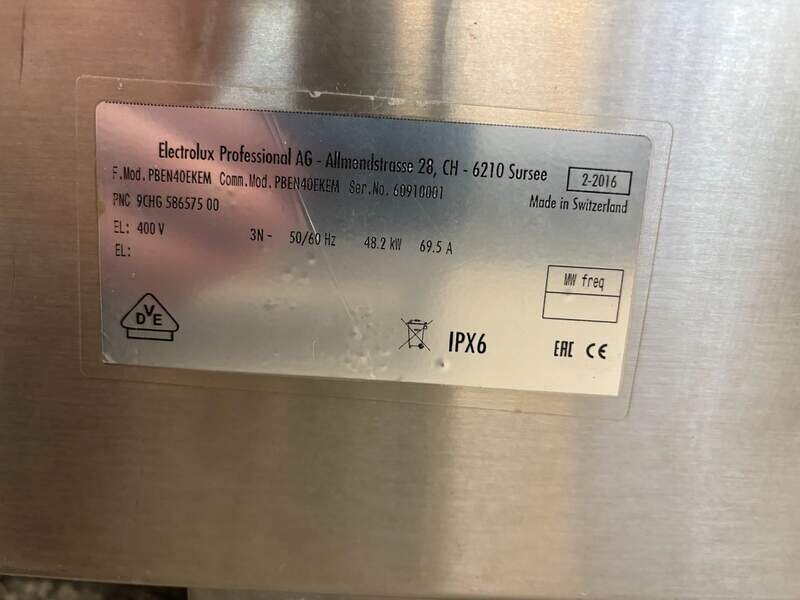 Electrolux Professional AG - Allmendstrasse 28, CH - 6210 Sursee
2-2016
F.Mod. PBEN40EKEM Comm.Mod. PBEN40EKEM Ser.No. 60910001
Made in Switzerland
PNC 9CHG 586575 00
EL: 400 V 3N~ 50/60 Hz 48.2 kW 69.5 A
EL:
MW freq
DVE
IPX6
EAC CE